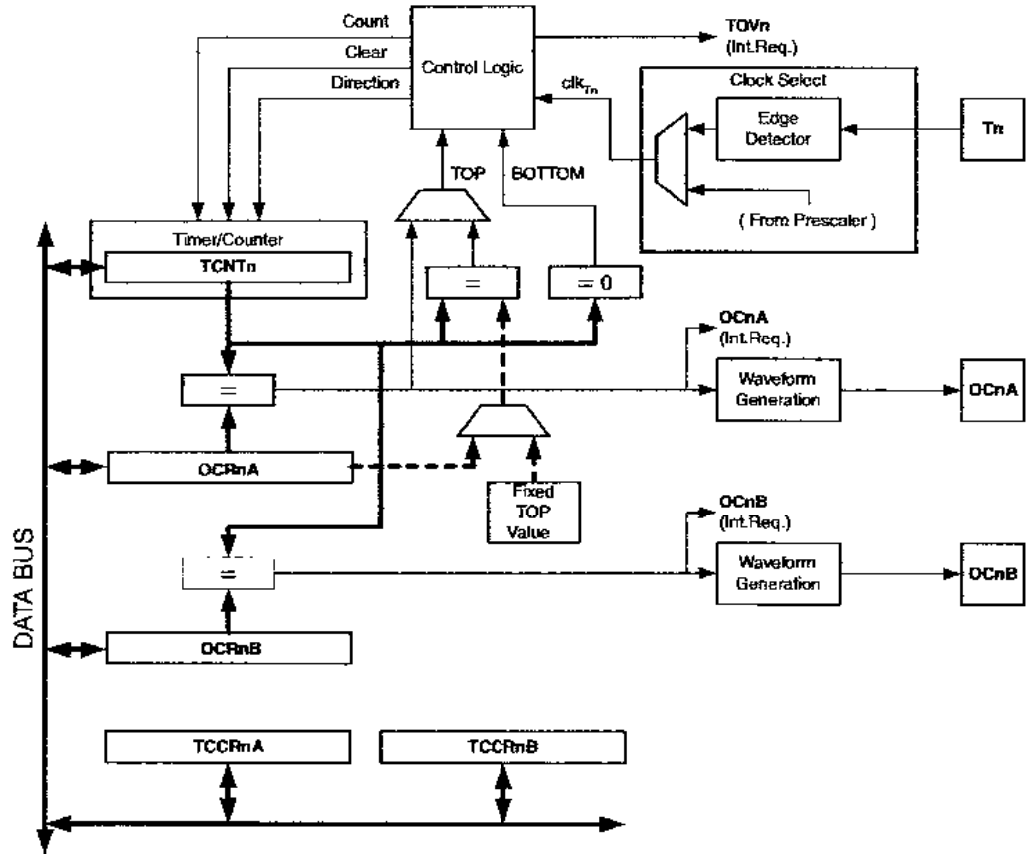 Count
Clear
Direction
Control Logic
TOVn
(Int.Req.)
clkTn
Clock Select
Edge
Detector
Tn
( From Prescaler )
TOP
BOTTOM
Timer/Counter
TCNTn
=
= 0
OCnA
(Int.Req.)
=
Waveform
Generation
OCnA
OCRnA
Fixed
TOP
Value
OCnB
(Int.Req.)
=
Waveform
Generation
OCnB
OCRnB
DATA BUS
TCCRnA
TCCRnB